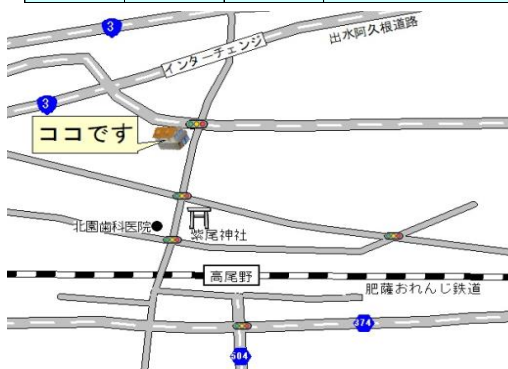 3
出水阿久根道路
インターチェンジ
3
ココです
北園歯科医院
紫尾神社
高尾野
肥薩おれんじ鉄道
374
504